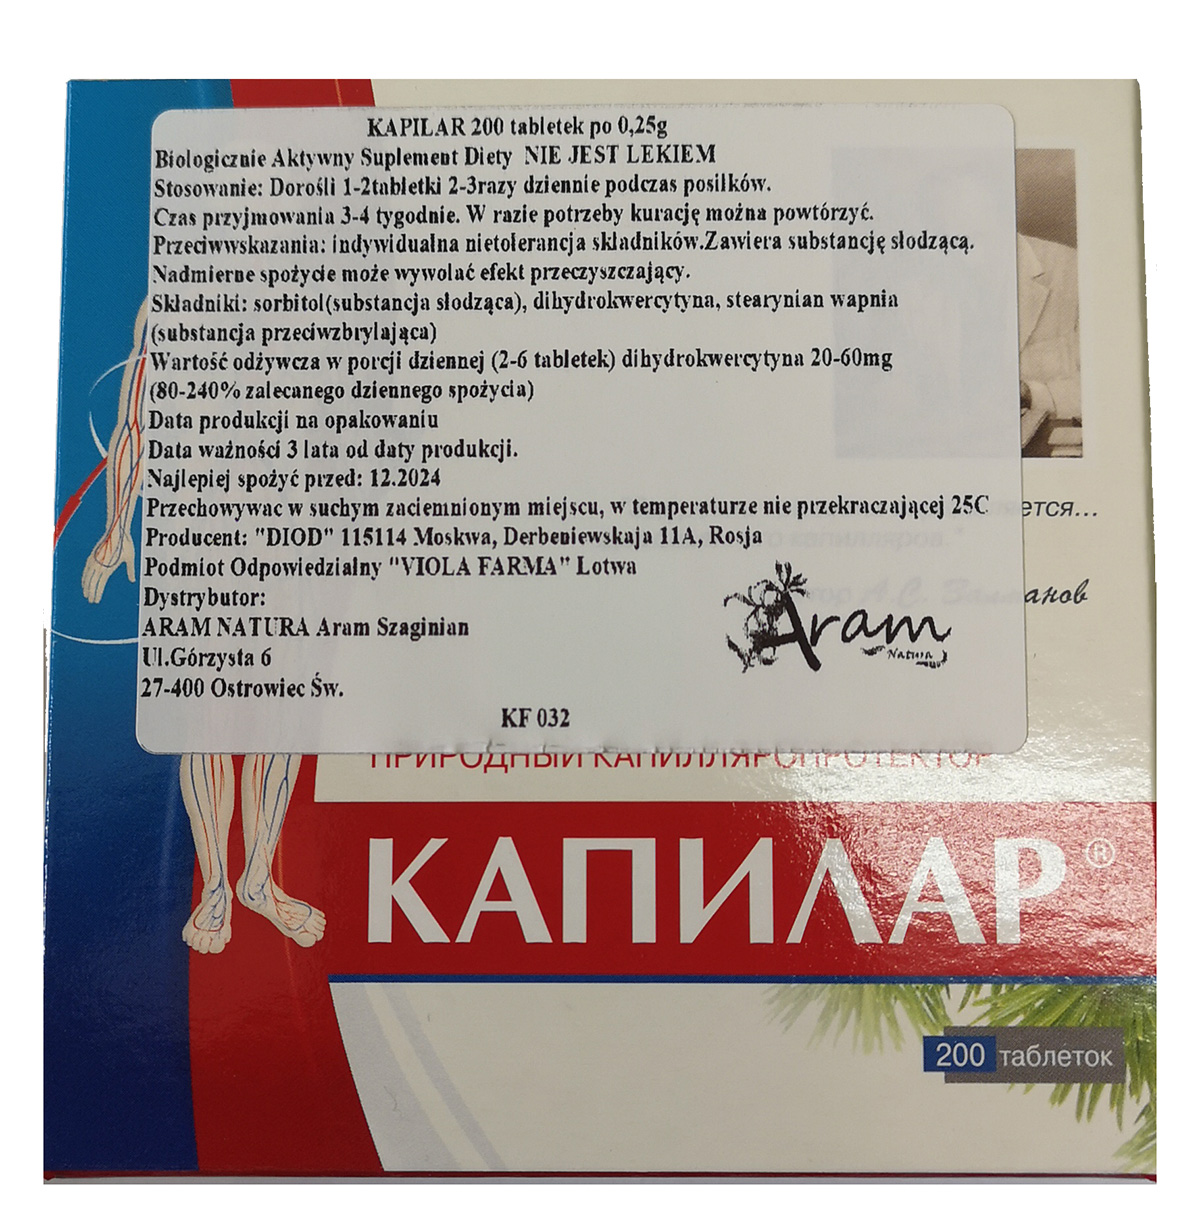 KAPILAR 200 tabletek po 0,25g
Biologicznie Aktywny Suplement Diety NIE JEST LEKIEM
Stosowanie: Dorośli 1-2tabletki 2-3razy dziennie podczas posiłków.
Czas przyjmowania 3-4 tygodnie. W razie potrzeby kurację można powtórzyć.
Przeciwwskazania: indywidualna nietolerancja składników.Zawiera substancję słodzącą.
Nadmierne spożycie może wywołać efekt przeczyszczający.
Składniki: sorbitol(substancja słodząca), dihydrokwercytyna, stearynian wapnia
(substancja przeciwzbrylająca)
Wartość odżywcza w porcji dziennej (2-6 tabletek) dihydrokwercytyna 20-60mg
(80-240% zalecanego dziennego spożycia)
Data produkcji na opakowaniu
Data ważności 3 lata od daty produkcji.
Najlepiej spożyć przed: 12.2024
Przechowywac w suchym zaciemnionym miejscu, w temperaturze nie przekraczającej 25C
ется...
Producent: "DIOD" 115114 Moskwa, Derbeniewskaja 11A, Rosja
капилляров."
Podmiot Odpowiedzialny "VIOLA FARMA" Lotwa
Dystrybutor:
А.С. Залманов
ARAM NATURA Aram Szaginian
Aram
Natura
Ul.Górzysta 6
27-400 Ostrowiec Św.
KF 032
ПРИРОДНЫЙ КАПИЛЛЯРОПРОТЕКТОР
КАПИЛАР®
200 таблеток